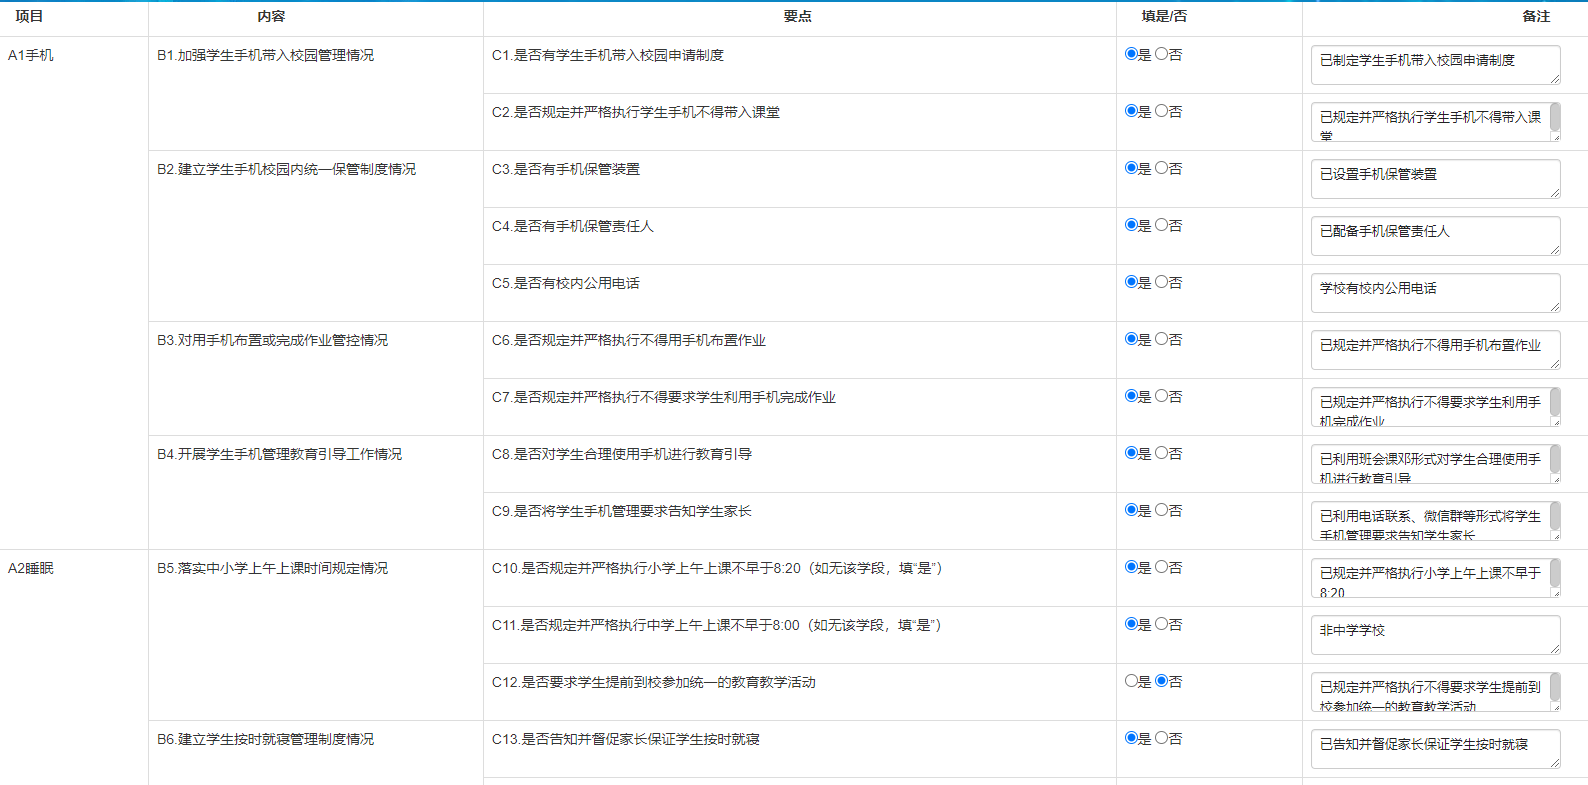 项目 内容 要点 填是/否 备注
A1手机 B1.加强学生手机带入校园管理情况 C1.是否有学生手机带入校园申请制度 是 否 已制定学生手机带入校园申请制度
C2.是否规定并严格执行学生手机不得带入课堂 是 否 已规定并严格执行学生手机不得带入课
堂
B2.建立学生手机校园内统一保管制度情况 C3.是否有手机保管装置 是 否 已设置手机保管装置
C4.是否有手机保管责任人 是 否 已配备手机保管责任人
C5.是否有校内公用电话 是 否 学校有校内公用电话
B3.对用手机布置或完成作业管控情况 C6.是否规定并严格执行不得用手机布置作业 是 否 已规定并严格执行不得用手机布置作业
C7.是否规定并严格执行不得要求学生利用手机完成作业 是 否 已规定并严格执行不得要求学生利用手
机完成作业
B4.开展学生手机管理教育引导工作情况 C8.是否对学生合理使用手机进行教育引导 是 否 已利用班会课邓形式对学生合理使用手
机进行教育引导
C9.是否将学生手机管理要求告知学生家长 是 否 已利用电话联系、微信群等形式将学生
手机管理要求告知学生家长
A2睡眠 B5.落实中小学上午上课时间规定情况 C10.是否规定并严格执行小学上午上课不早于8:20（如无该学段，填“是”） 是 否 已规定并严格执行小学上午上课不早于
8:20
C11.是否规定并严格执行中学上午上课不早于8:00（如无该学段，填“是”） 是 否 非中学学校
C12.是否要求学生提前到校参加统一的教育教学活动 是 否 已规定并严格执行不得要求学生提前到
校参加统一的教育教学活动
B6.建立学生按时就寝管理制度情况 C13.是否告知并督促家长保证学生按时就寝 是 否 已告知并督促家长保证学生按时就寝